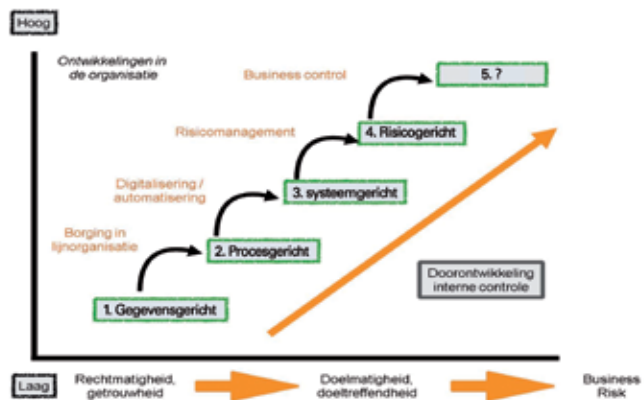 Hoog
Ontwikkelingen in
de organisatie
Business control
5. ?
Risicomanagement
4. Risicogericht
Digitalisering /
automatisering
3. systeemgericht
Borging in
lijnorganisatie
2. Procesgericht
Doorontwikkeling
interne controle
1. Gegevensgericht
Laag
Rechtmatigheid,
getrouwheid
Doelmatigheid,
doeltreffendheid
Business
Risk